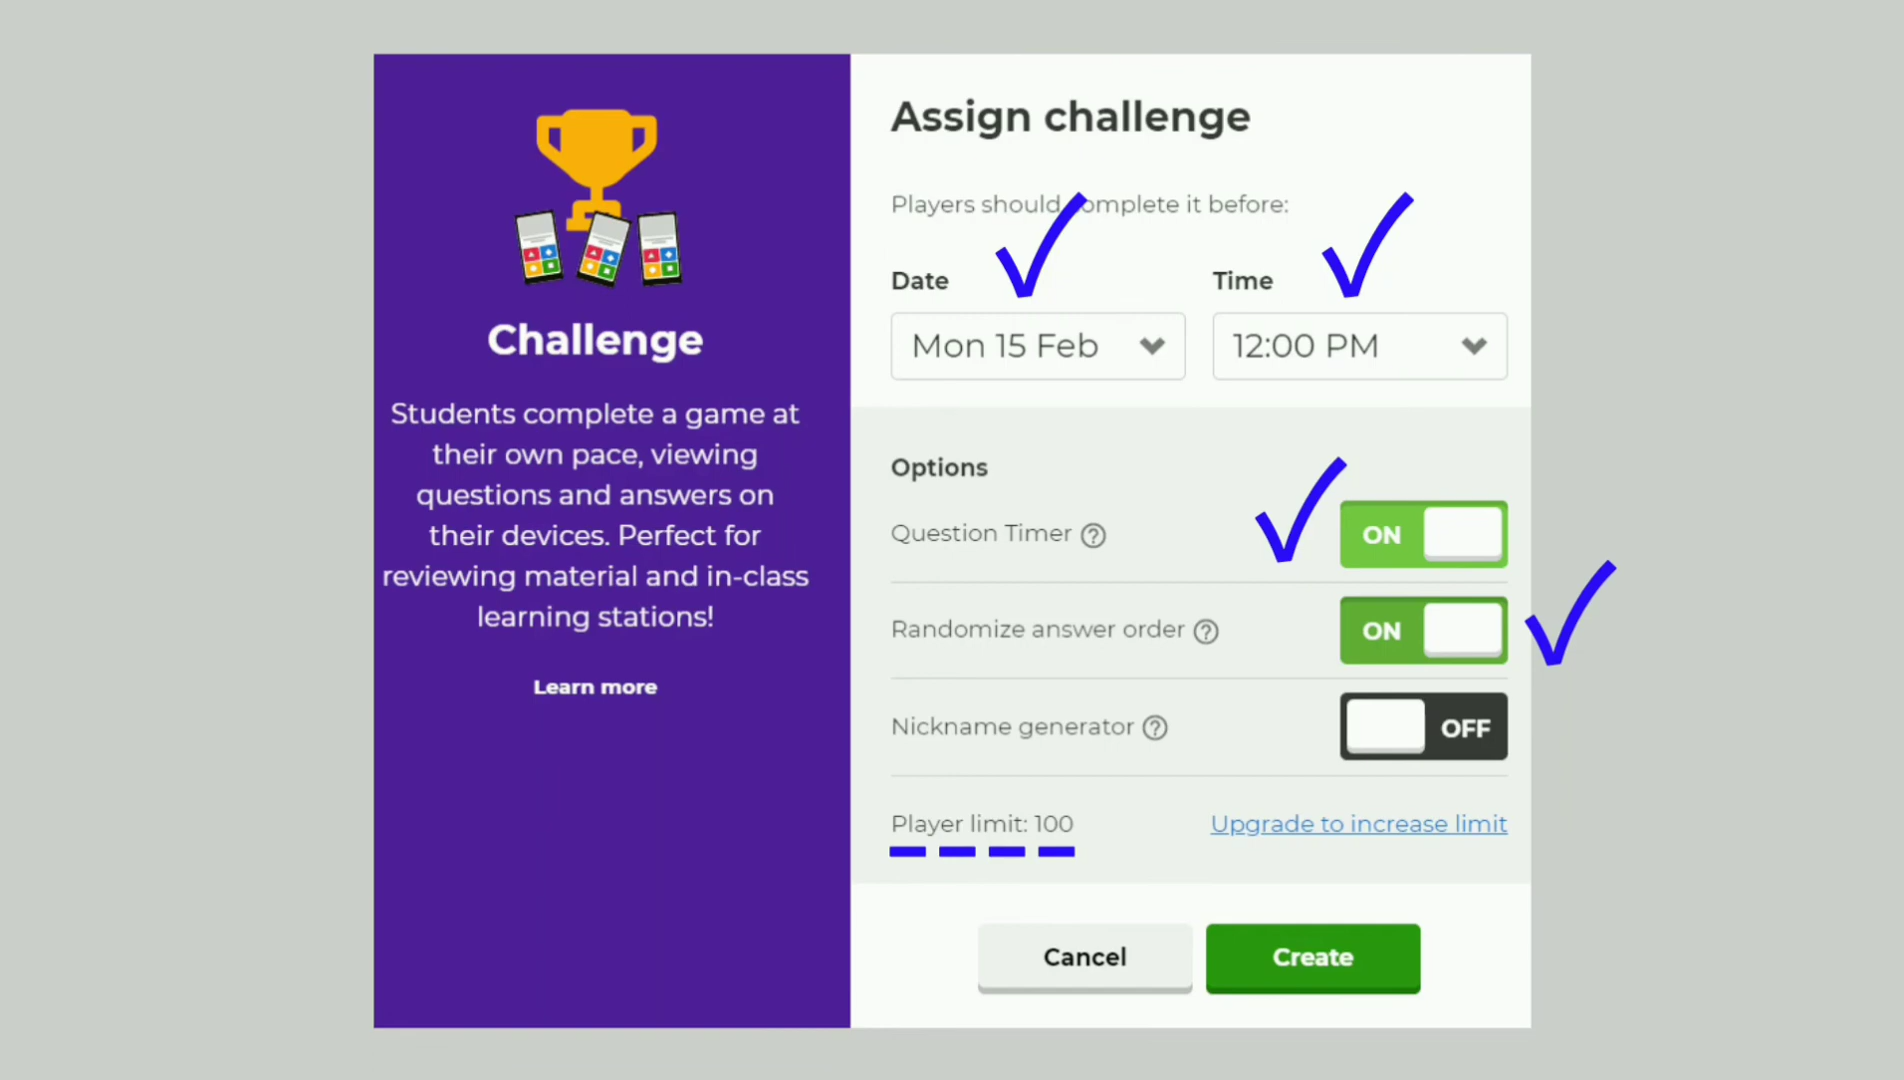 Challenge
Students complete a game at
their own pace, viewing
questions and answers on
their devices. Perfect for
reviewing material and in-class
learning stations!
Learn more
Assign challenge
Players should complete it before:
Date
Time
Mon 15 Feb
12:00 PM
Options
Question Timer ?
ON
Randomize answer order ?
ON
Nickname generator ?
OFF
Player limit: 100
Upgrade to increase limit
Cancel
Create